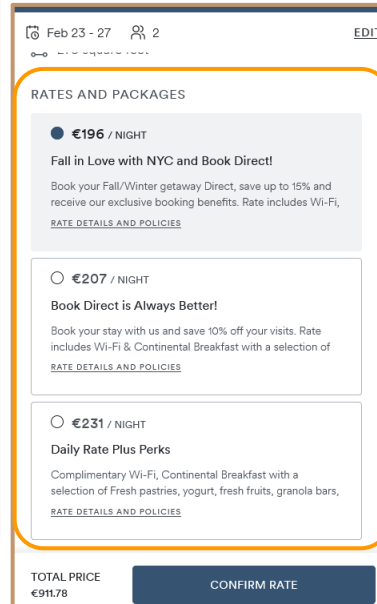 Feb 23 - 27 2 EDIT
RATES AND PACKAGES
€196 / NIGHT
Fall in Love with NYC and Book Direct!
Book your Fall/Winter getaway Direct, save up to 15% and
receive our exclusive booking benefits. Rate includes Wi-Fi,
RATE DETAILS AND POLICIES
€207 / NIGHT
Book Direct is Always Better!
Book your stay with us and save 10% off your visits. Rate
includes Wi-Fi & Continental Breakfast with a selection of
RATE DETAILS AND POLICIES
€231 / NIGHT
Daily Rate Plus Perks
Complimentary Wi-Fi, Continental Breakfast with a
selection of Fresh pastries, yogurt, fresh fruits, granola bars,
RATE DETAILS AND POLICIES
TOTAL PRICE
€911.78
CONFIRM RATE